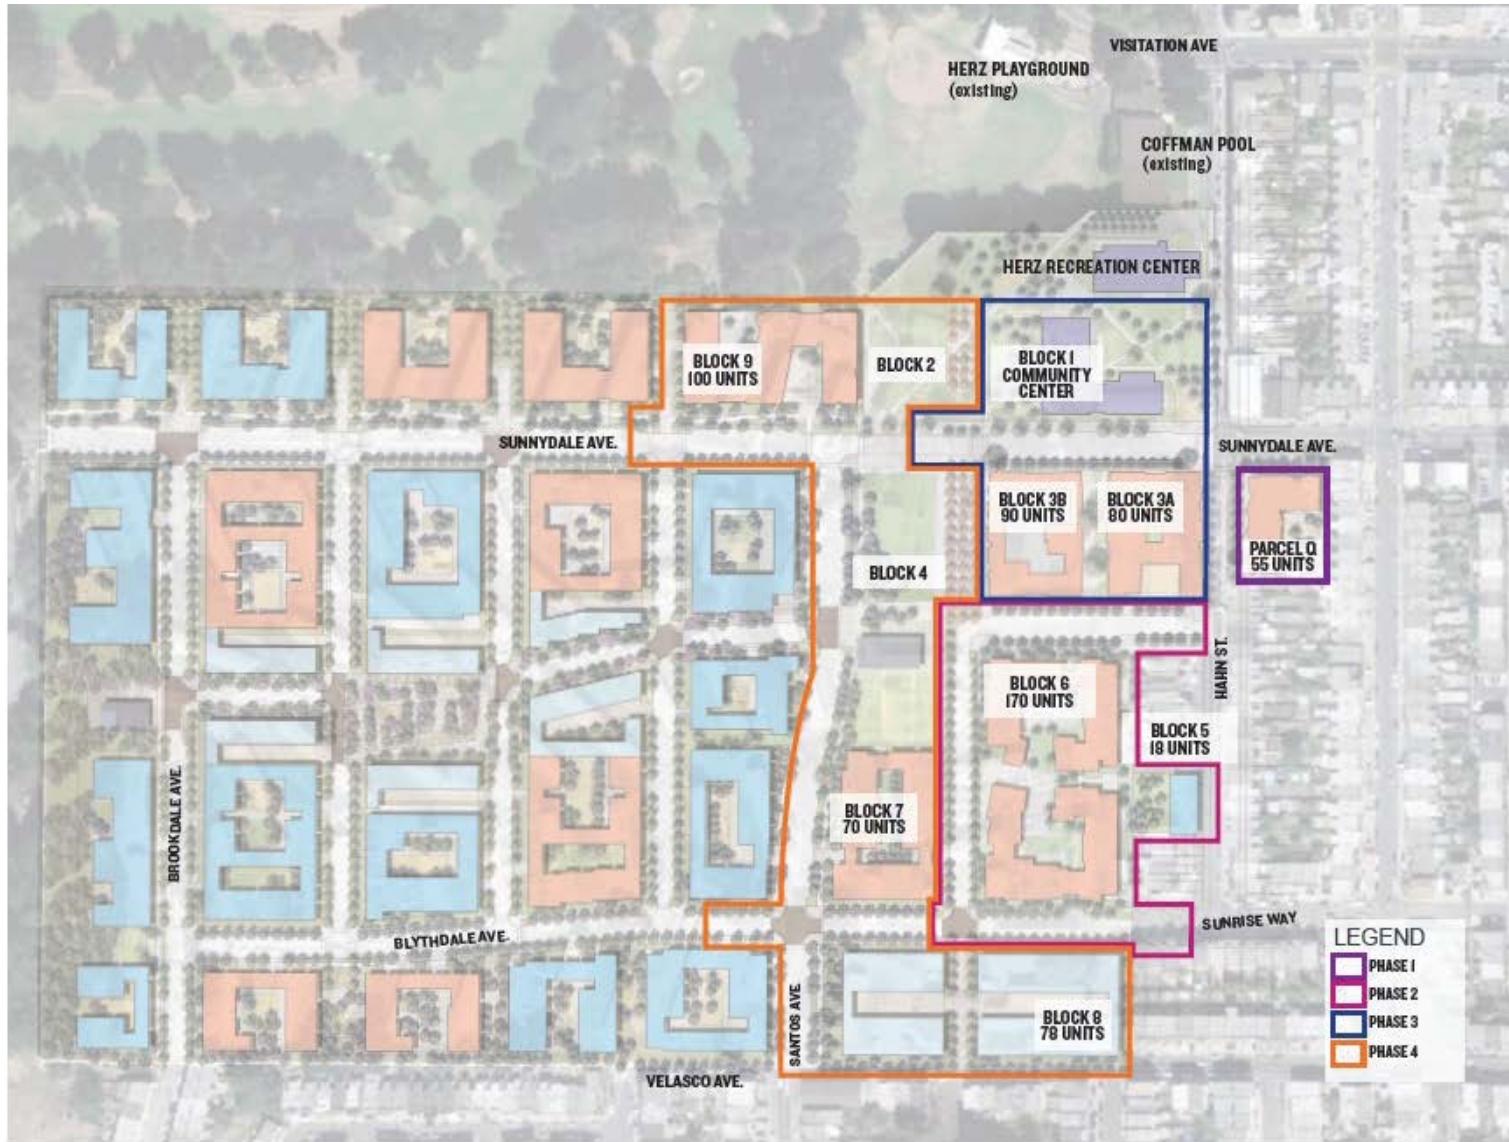 VISITATION AVE
HERZ PLAYGROUND
(existing)
COFFMAN POOL
(existing)
HERZ RECREATION CENTER
BLOCK 9
100 UNITS
BLOCK 2
BLOCK 1
COMMUNITY
CENTER
SUNNYDALE AVE.
SUNNYDALE AVE.
BLOCK 3B
90 UNITS
BLOCK 3A
80 UNITS
PARCEL Q
55 UNITS
BLOCK 4
HAHN ST.
BLOCK 6
170 UNITS
BLOCK 5
18 UNITS
BROOKDALE AVE.
BLOCK 7
70 UNITS
SUNRISE WAY
BLYTHDALE AVE.
SANTOS AVE.
BLOCK 8
78 UNITS
VELASCO AVE.
LEGEND
PHASE 1
PHASE 2
PHASE 3
PHASE 4